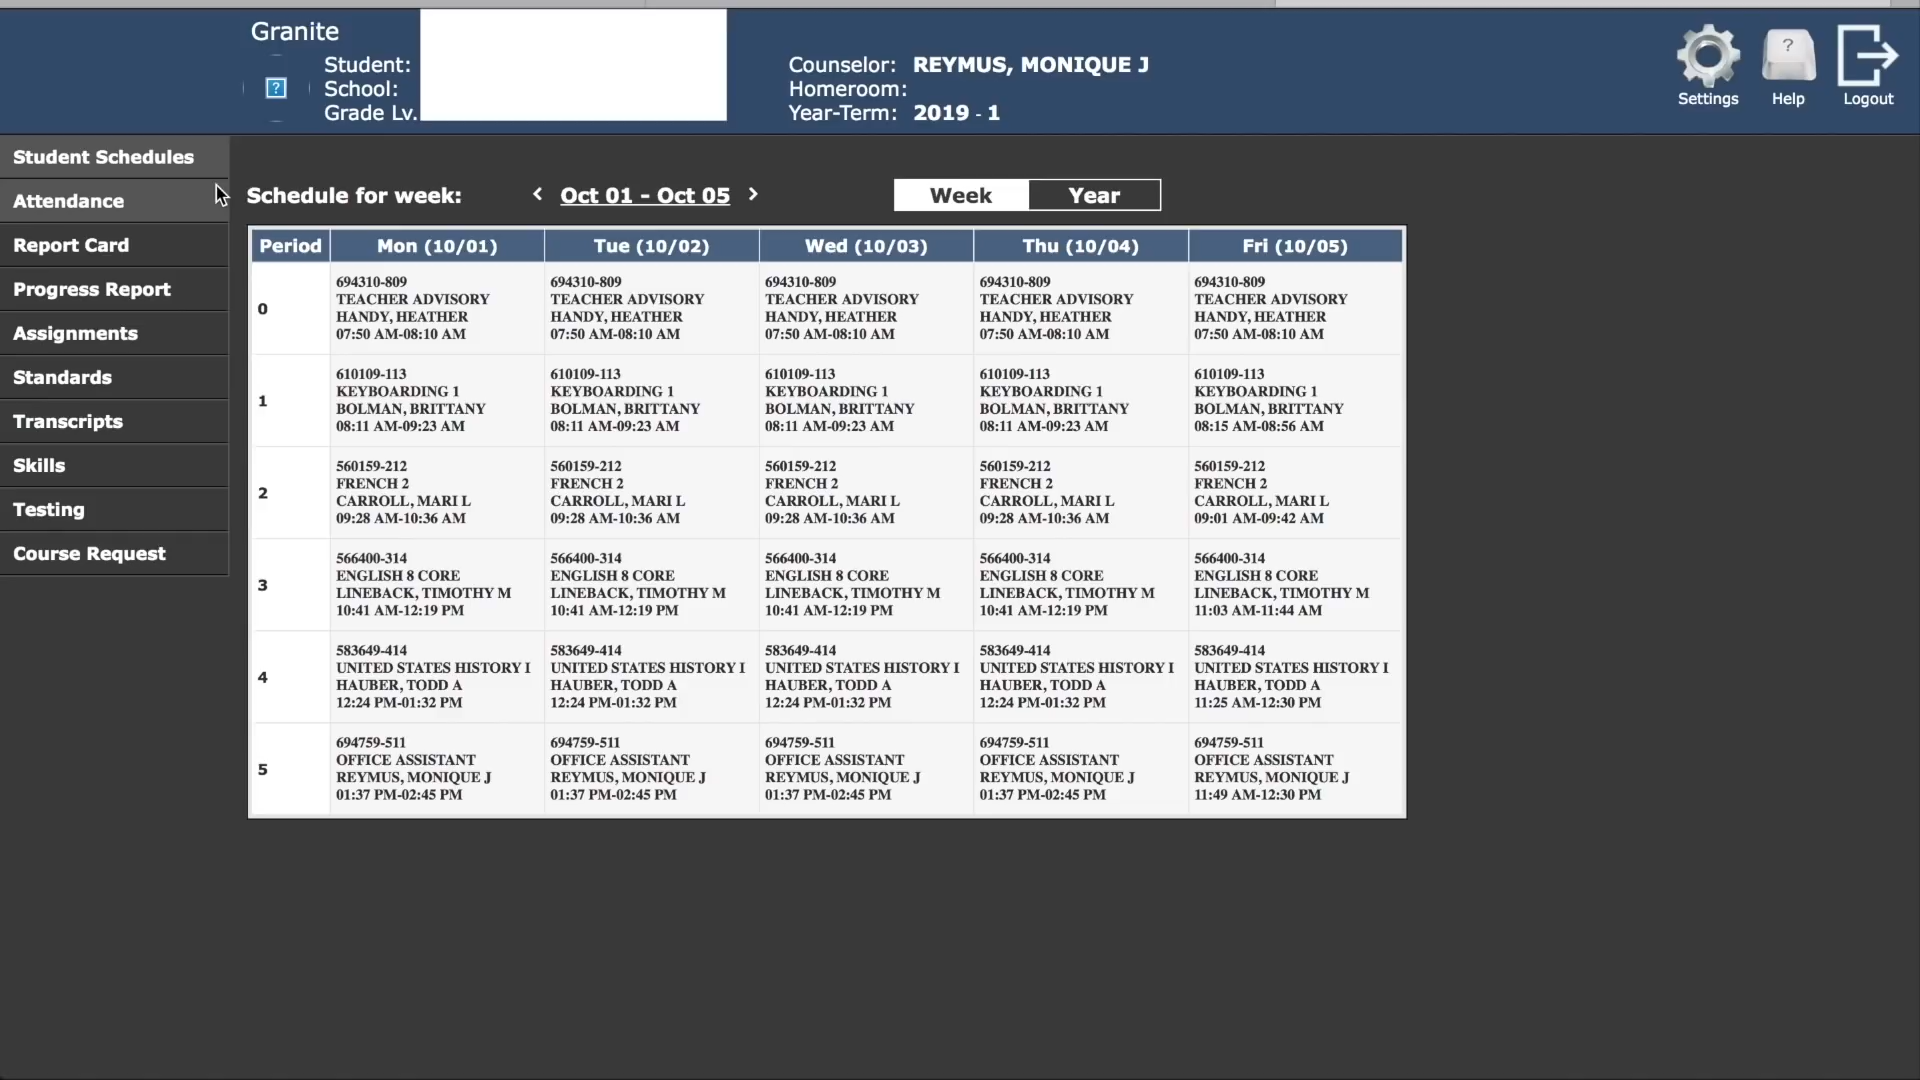 Granite
Student:
School:
Grade Lv.
Counselor: REYMUS, MONIQUE J
Homeroom:
Year-Term: 2019 - 1
?
?
Settings
Help
Logout
Student Schedules
Attendance
Report Card
Progress Report
Assignments
Standards
Transcripts
Skills
Testing
Course Request
Schedule for week: < Oct 01 - Oct 05 > Week Year
Period Mon (10/01) Tue (10/02) Wed (10/03) Thu (10/04) Fri (10/05)
0
694310-809 694310-809 694310-809 694310-809 694310-809
TEACHER ADVISORY TEACHER ADVISORY TEACHER ADVISORY TEACHER ADVISORY TEACHER ADVISORY
HANDY, HEATHER HANDY, HEATHER HANDY, HEATHER HANDY, HEATHER HANDY, HEATHER
07:50 AM-08:10 AM 07:50 AM-08:10 AM 07:50 AM-08:10 AM 07:50 AM-08:10 AM 07:50 AM-08:10 AM
1
610109-113 610109-113 610109-113 610109-113 610109-113
KEYBOARDING 1 KEYBOARDING 1 KEYBOARDING 1 KEYBOARDING 1 KEYBOARDING 1
BOLMAN, BRITTANY BOLMAN, BRITTANY BOLMAN, BRITTANY BOLMAN, BRITTANY BOLMAN, BRITTANY
08:11 AM-09:23 AM 08:11 AM-09:23 AM 08:11 AM-09:23 AM 08:11 AM-09:23 AM 08:15 AM-08:56 AM
2
560159-212 560159-212 560159-212 560159-212 560159-212
FRENCH 2 FRENCH 2 FRENCH 2 FRENCH 2 FRENCH 2
CARROLL, MARI L CARROLL, MARI L CARROLL, MARI L CARROLL, MARI L CARROLL, MARI L
09:28 AM-10:36 AM 09:28 AM-10:36 AM 09:28 AM-10:36 AM 09:28 AM-10:36 AM 09:01 AM-09:42 AM
3
566400-314 566400-314 566400-314 566400-314 566400-314
ENGLISH 8 CORE ENGLISH 8 CORE ENGLISH 8 CORE ENGLISH 8 CORE ENGLISH 8 CORE
LINEBACK, TIMOTHY M LINEBACK, TIMOTHY M LINEBACK, TIMOTHY M LINEBACK, TIMOTHY M LINEBACK, TIMOTHY M
10:41 AM-12:19 PM 10:41 AM-12:19 PM 10:41 AM-12:19 PM 10:41 AM-12:19 PM 11:03 AM-11:44 AM
4
583649-414 583649-414 583649-414 583649-414 583649-414
UNITED STATES HISTORY I UNITED STATES HISTORY I UNITED STATES HISTORY I UNITED STATES HISTORY I UNITED STATES HISTORY I
HAUBER, TODD A HAUBER, TODD A HAUBER, TODD A HAUBER, TODD A HAUBER, TODD A
12:24 PM-01:32 PM 12:24 PM-01:32 PM 12:24 PM-01:32 PM 12:24 PM-01:32 PM 11:25 AM-12:30 PM
5
694759-511 694759-511 694759-511 694759-511 694759-511
OFFICE ASSISTANT OFFICE ASSISTANT OFFICE ASSISTANT OFFICE ASSISTANT OFFICE ASSISTANT
REYMUS, MONIQUE J REYMUS, MONIQUE J REYMUS, MONIQUE J REYMUS, MONIQUE J REYMUS, MONIQUE J
01:37 PM-02:45 PM 01:37 PM-02:45 PM 01:37 PM-02:45 PM 01:37 PM-02:45 PM 11:49 AM-12:30 PM